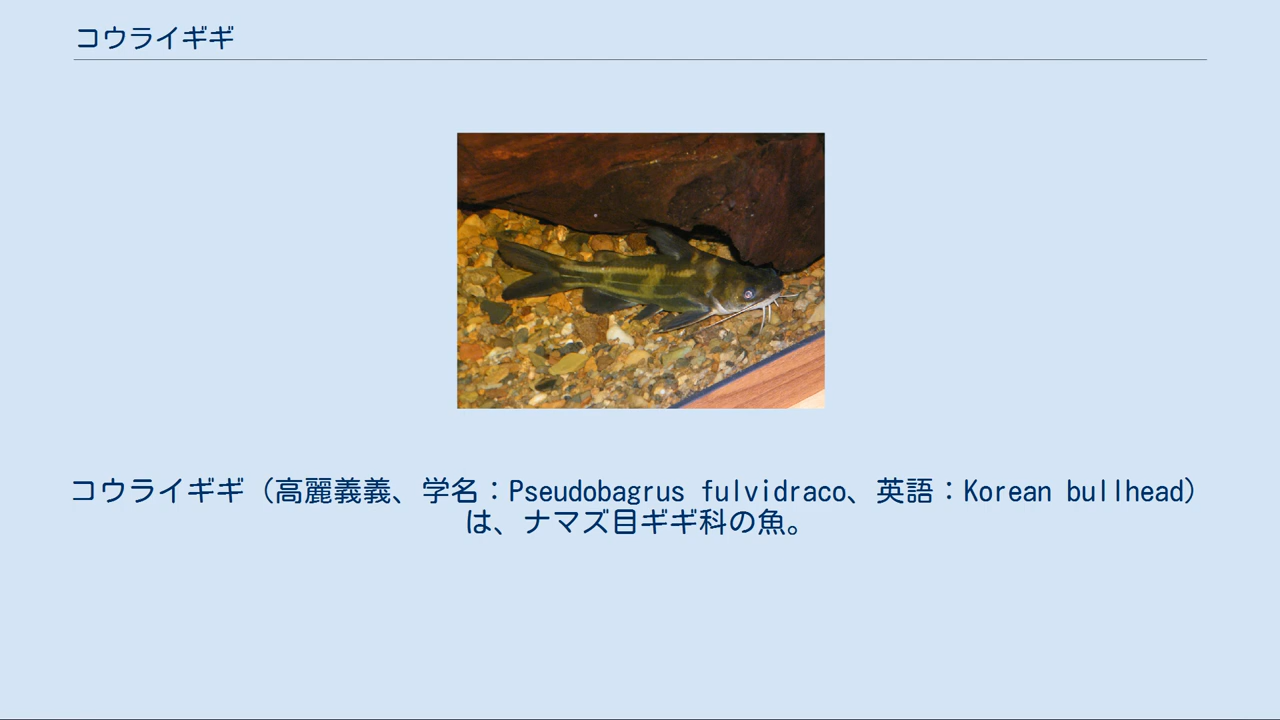 コウライギギ
コウライギギ（高麗義義、学名：Pseudobagrus fulvidraco、英語：Korean bullhead）
は、ナマズ目ギギ科の魚。